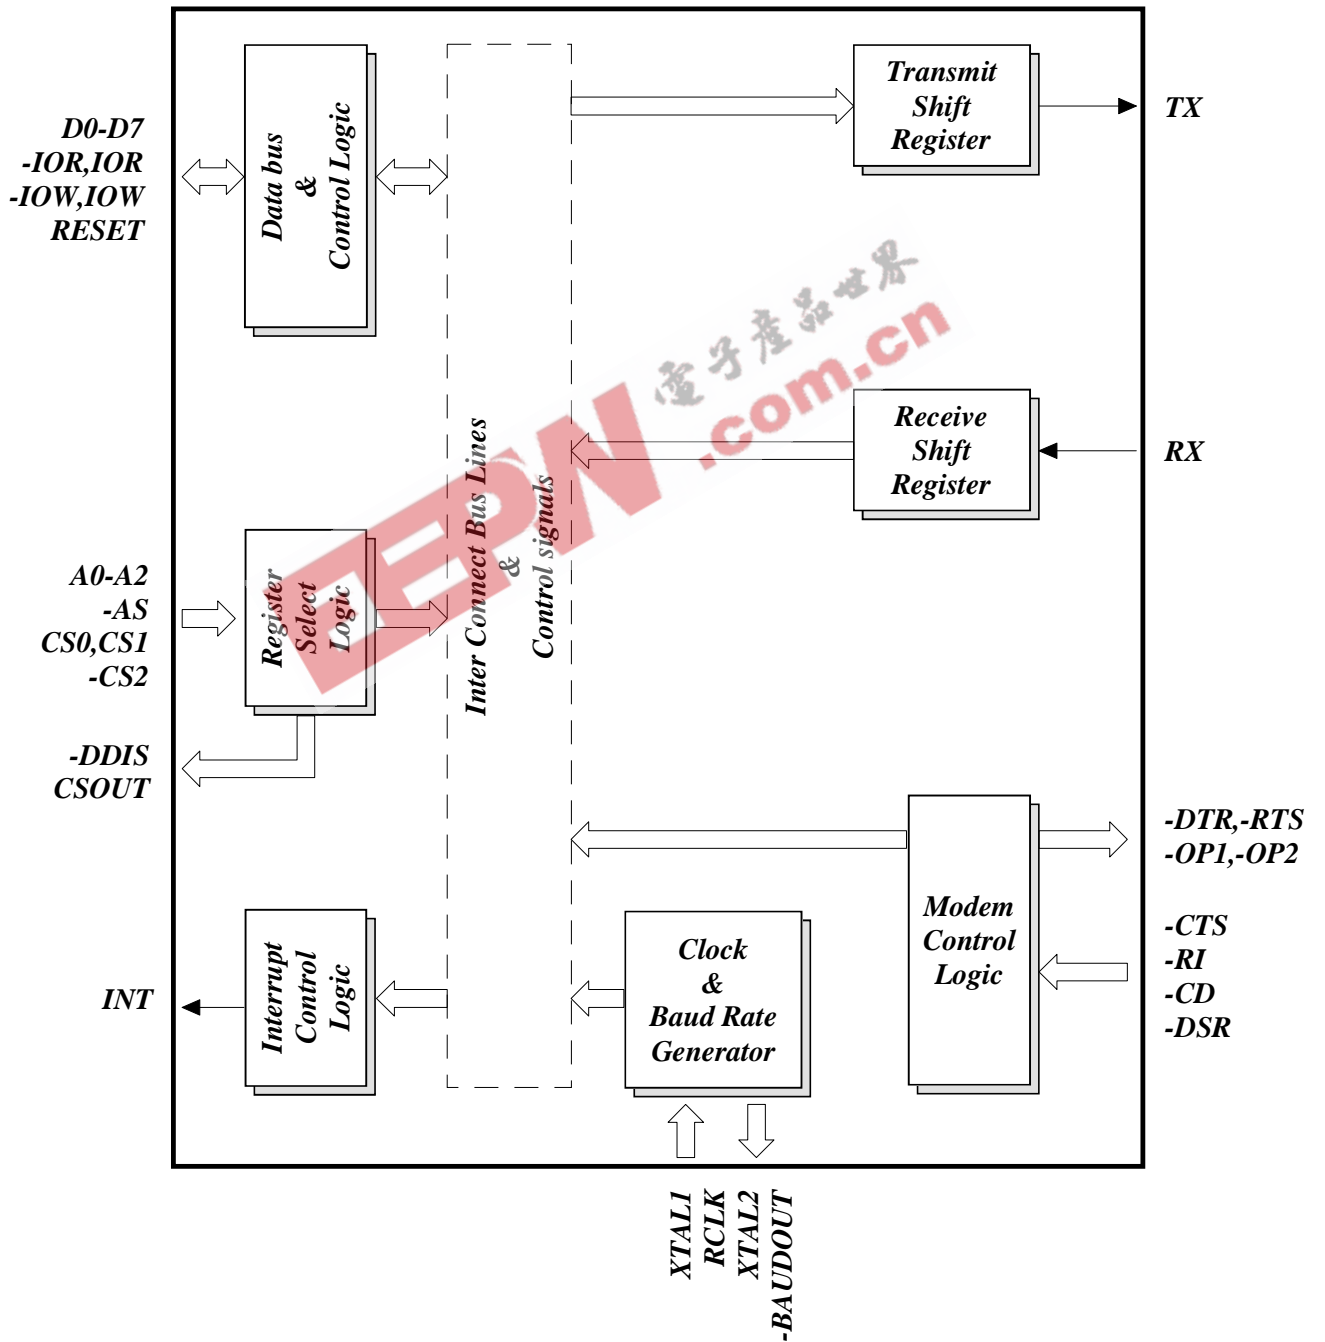 D0-D7
-IOR,IOR
-IOW,IOW
RESET
Data bus
&
Control Logic
Transmit
Shift
Register
TX
Receive
Shift
Register
RX
A0-A2
-AS
CS0,CS1
-CS2
Register
Select
Logic
-DDIS
CSOUT
Inter Connect Bus Lines
&
Control signals
EEPW
電子產品世界
.com.cn
-DTR,-RTS
-OP1,-OP2
Modem
Control
Logic
-CTS
-RI
-CD
-DSR
INT
Interrupt
Control
Logic
Clock
&
Baud Rate
Generator
XTAL1
RCLK
XTAL2
-BAUDOUT